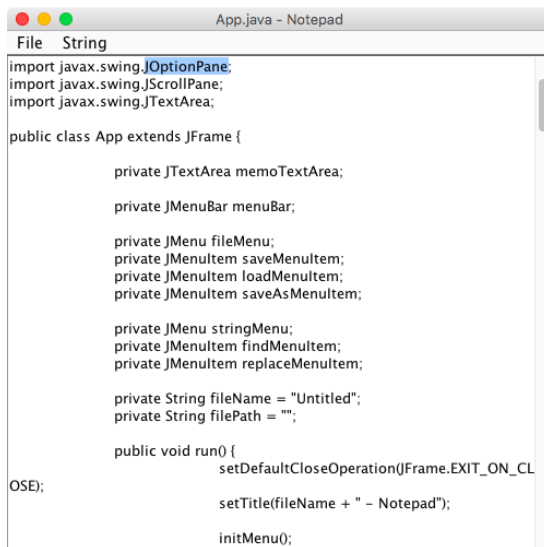 App.java - Notepad
File String
import javax.swing.JOptionPane;
import javax.swing.JScrollPane;
import javax.swing.JTextArea;
public class App extends JFrame {
private JTextArea memoTextArea;
private JMenuBar menuBar;
private JMenu fileMenu;
private JMenuItem saveMenuItem;
private JMenuItem loadMenuItem;
private JMenuItem saveAsMenuItem;
private JMenu stringMenu;
private JMenuItem findMenuItem;
private JMenuItem replaceMenuItem;
private String fileName = "Untitled";
private String filePath = "";
public void run() {
setDefaultCloseOperation(JFrame.EXIT_ON_CL
OSE);
setTitle(fileName + " - Notepad");
initMenu();